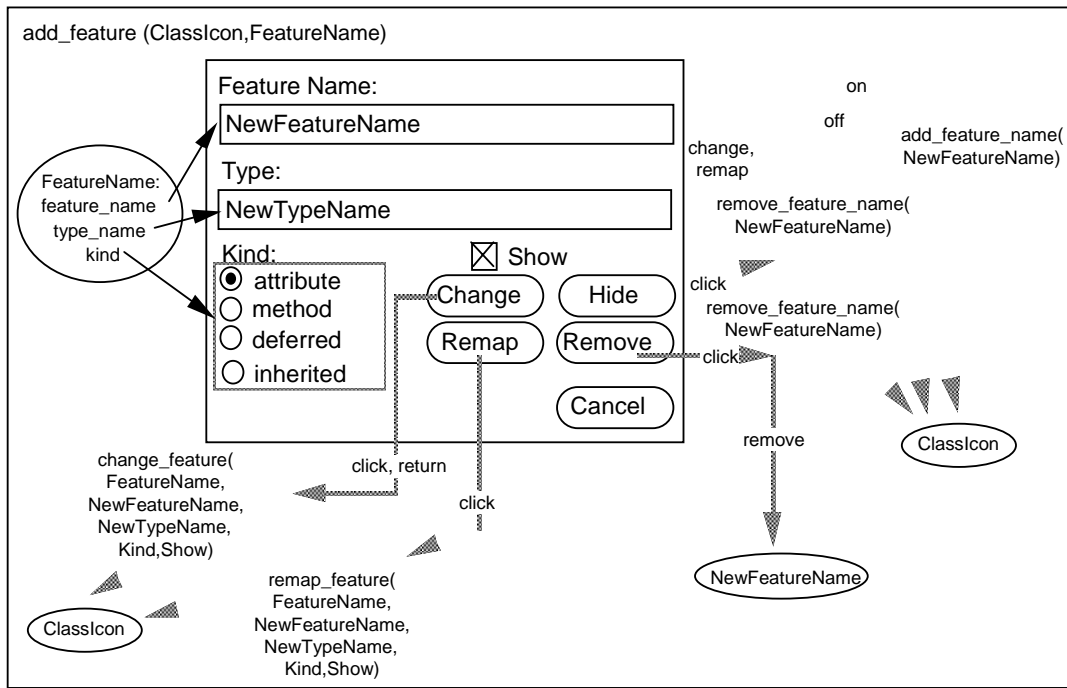 add_feature (ClassIcon,FeatureName)
Feature Name:
NewFeatureName
Type:
NewTypeName
FeatureName:
feature_name
type_name
kind
Kind:
attribute
method
deferred
inherited
Show
Change
Hide
Remap
Remove
Cancel
on
off
add_feature_name(
NewFeatureName)
change,
remap
remove_feature_name(
NewFeatureName)
click
remove_feature_name(
NewFeatureName)
click
remove
ClassIcon
NewFeatureName
click, return
click
change_feature(
FeatureName,
NewFeatureName,
NewTypeName,
Kind,Show)
ClassIcon
remap_feature(
FeatureName,
NewFeatureName,
NewTypeName,
Kind,Show)